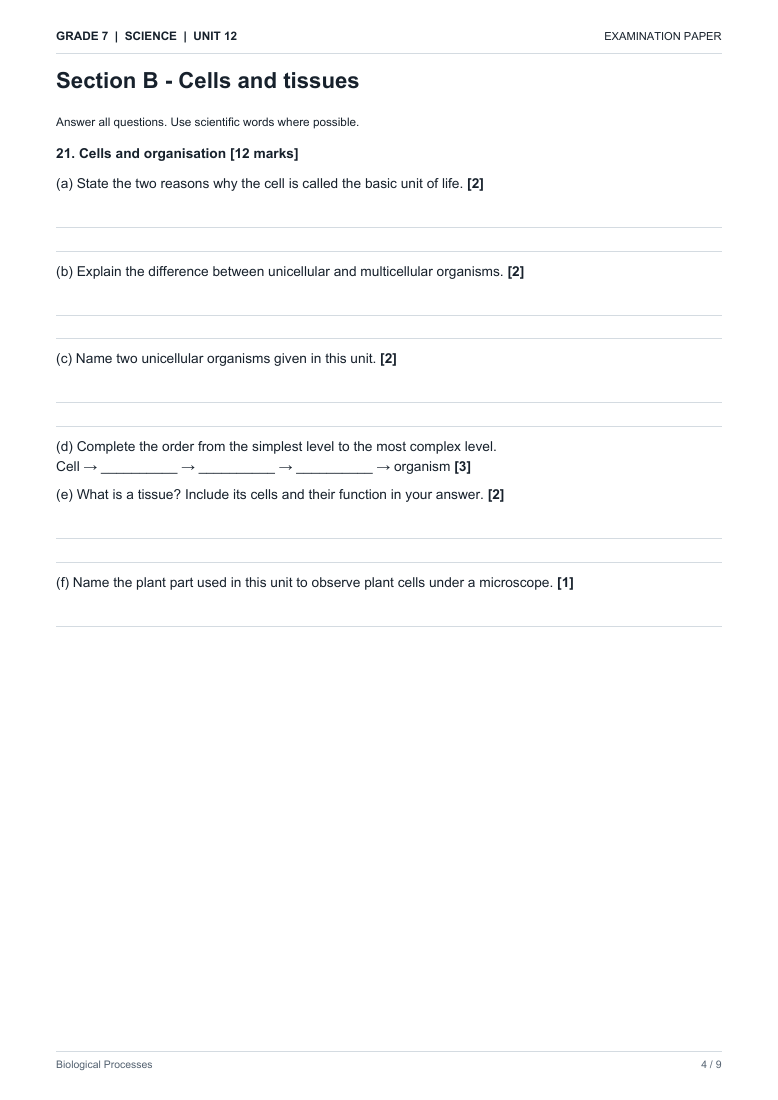 GRADE 7 | SCIENCE | UNIT 12
EXAMINATION PAPER
Section B - Cells and tissues
Answer all questions. Use scientific words where possible.
21. Cells and organisation [12 marks]
(a) State the two reasons why the cell is called the basic unit of life. [2]
(b) Explain the difference between unicellular and multicellular organisms. [2]
(c) Name two unicellular organisms given in this unit. [2]
(d) Complete the order from the simplest level to the most complex level.
Cell → __________ → __________ → __________ → organism [3]
(e) What is a tissue? Include its cells and their function in your answer. [2]
(f) Name the plant part used in this unit to observe plant cells under a microscope. [1]
Biological Processes
4 / 9